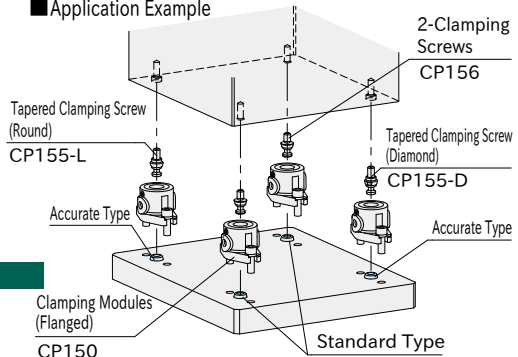 ■Application Example
2-Clamping
Screws
CP156
Tapered Clamping Screw
(Round)
CP155-L
Tapered Clamping Screw
(Diamond)
CP155-D
Accurate Type
Accurate Type
Clamping Modules
(Flanged)
CP150
Standard Type